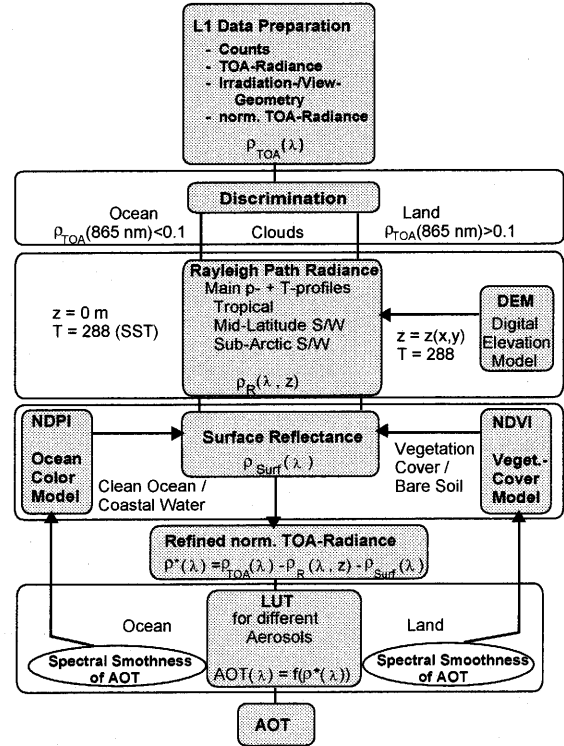 L1 Data Preparation
- Counts
- TOA-Radiance
- Irradiation-/View-
Geometry
- norm. TOA-Radiance
ρTOA(λ)
Discrimination
Ocean
ρTOA(865 nm)<0.1
Clouds
Land
ρTOA(865 nm)>0.1
Rayleigh Path Radiance
Main p- + T-profiles
Tropical
Mid-Latitude S/W
Sub-Arctic S/W
ρR(λ, z)
z = 0 m
T = 288 (SST)
z = z(x,y)
T = 288
DEM
Digital
Elevation
Model
NDPI
Ocean
Color
Model
Clean Ocean /
Coastal Water
Surface Reflectance
ρSurf(λ)
Vegetation
Cover /
Bare Soil
NDVI
Veget.-
Cover
Model
Refined norm. TOA-Radiance
ρ*(λ) =ρTOA(λ) -ρR(λ, z) -ρSurf(λ)
LUT
for different
Aerosols
AOT(λ) = f(ρ*(λ))
Ocean
Land
Spectral Smothness
of AOT
Spectral Smothness
of AOT
AOT